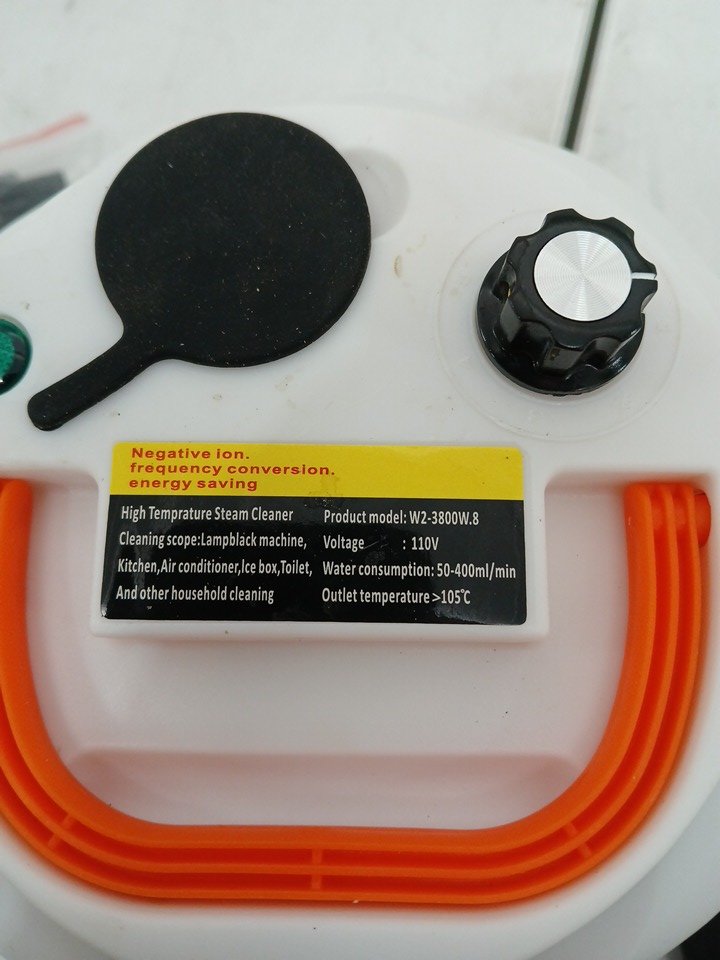 Negative ion.
frequency conversion.
energy saving
High Temprature Steam Cleaner
Cleaning scope:Lampblack machine,
Kitchen,Air conditioner,Ice box,Toilet,
And other household cleaning
Product model: W2-3800W.8
Voltage : 110V
Water consumption: 50-400ml/min
Outlet temperature >105℃